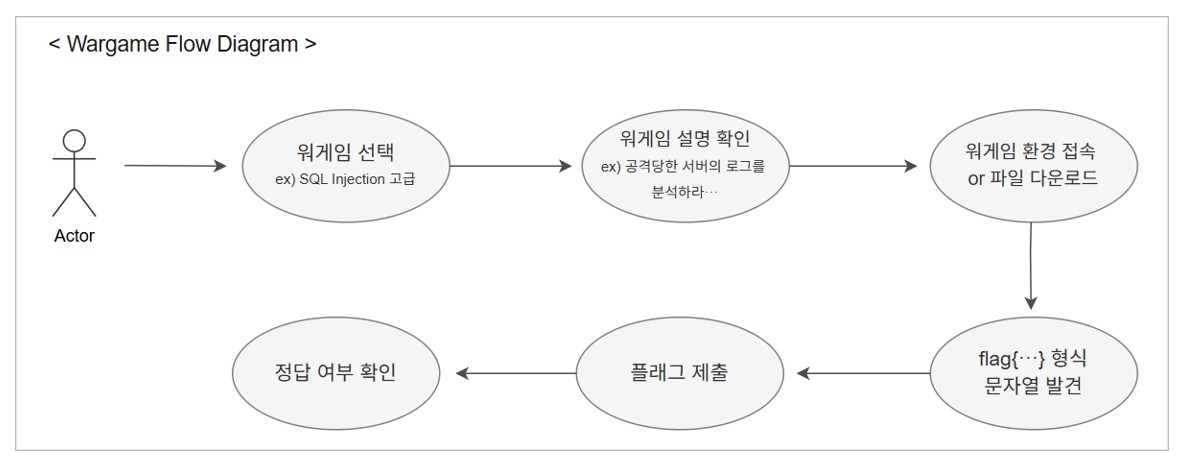 < Wargame Flow Diagram >
Actor
워게임 선택
ex) SQL Injection 고급
워게임 설명 확인
ex) 공격당한 서버의 로그를
분석하라…
워게임 환경 접속
or 파일 다운로드
flag{…} 형식
문자열 발견
플래그 제출
정답 여부 확인